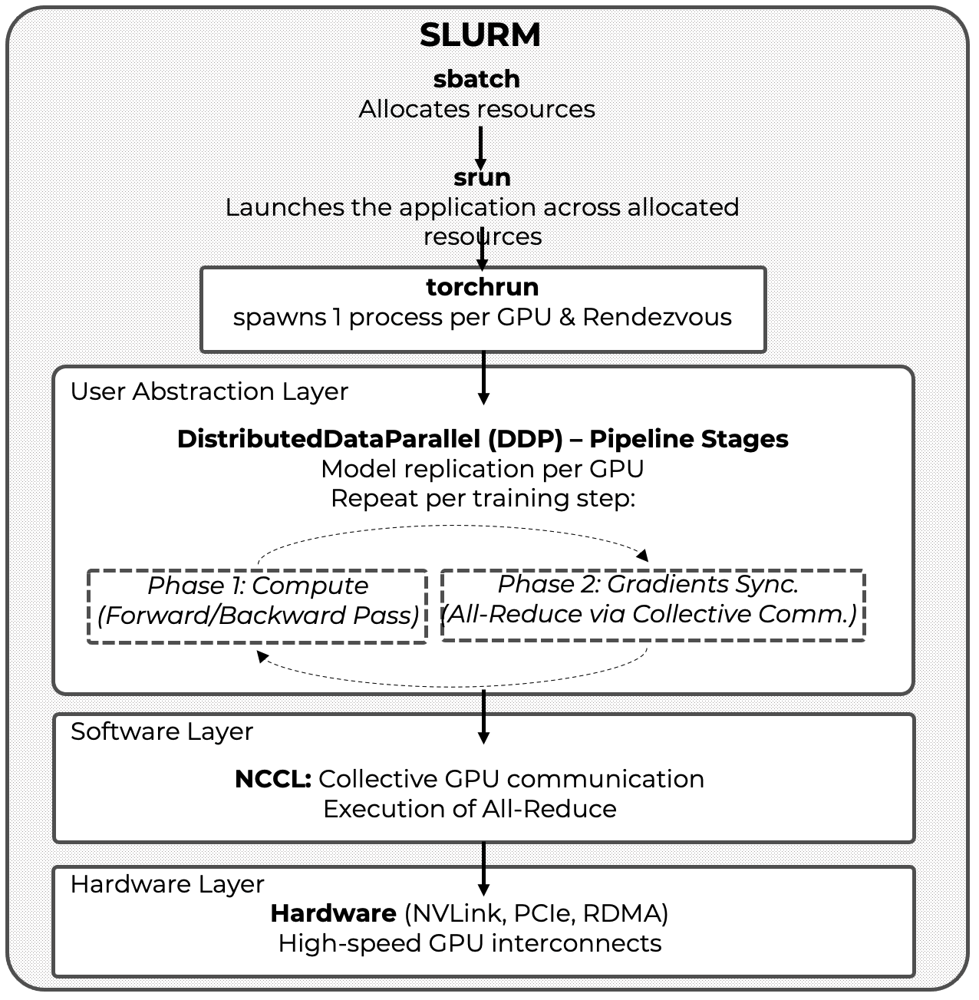 SLURM
sbatch
Allocates resources
srun
Launches the application across allocated
resources
torchrun
spawns 1 process per GPU & Rendezvous
User Abstraction Layer
DistributedDataParallel (DDP) – Pipeline Stages
Model replication per GPU
Repeat per training step:
Phase 1: Compute
(Forward/Backward Pass)
Phase 2: Gradients Sync.
(All-Reduce via Collective Comm.)
Software Layer
NCCL: Collective GPU communication
Execution of All-Reduce
Hardware Layer
Hardware (NVLink, PCIe, RDMA)
High-speed GPU interconnects